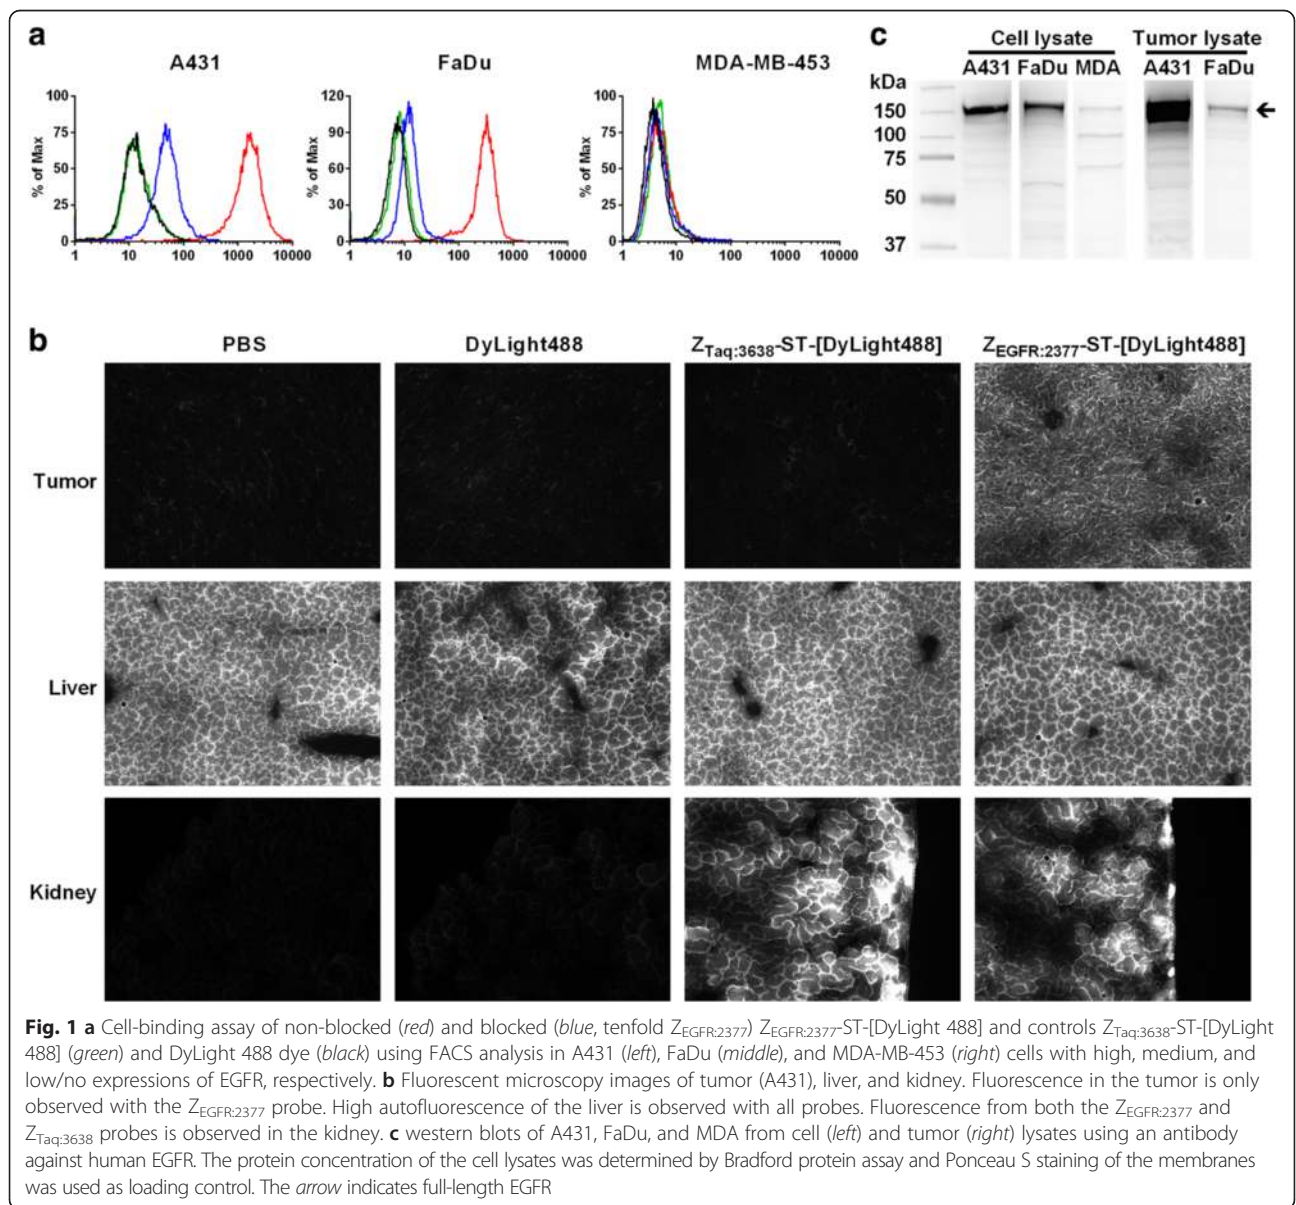 a
A431
FaDu
MDA-MB-453
% of Max
100
75
50
25
0
1 10 100 1000 10000
% of Max
120
90
60
30
0
1 10 100 1000 10000
% of Max
100
75
50
25
0
1 10 100 1000 10000
c
Cell lysate Tumor lysate
kDa A431 FaDu MDA A431 FaDu
150
100
75
50
37
b
PBS DyLight488 ZTaq:3638-ST-[DyLight488] ZEGFR:2377-ST-[DyLight488]
Tumor
Liver
Kidney
Fig. 1 a Cell-binding assay of non-blocked (red) and blocked (blue, tenfold ZEGFR:2377) ZEGFR:2377-ST-[DyLight 488] and controls ZTaq:3638-ST-[DyLight
488] (green) and DyLight 488 dye (black) using FACS analysis in A431 (left), FaDu (middle), and MDA-MB-453 (right) cells with high, medium, and
low/no expressions of EGFR, respectively. b Fluorescent microscopy images of tumor (A431), liver, and kidney. Fluorescence in the tumor is only
observed with the ZEGFR:2377 probe. High autofluorescence of the liver is observed with all probes. Fluorescence from both the ZEGFR:2377 and
ZTaq:3638 probes is observed in the kidney. c western blots of A431, FaDu, and MDA from cell (left) and tumor (right) lysates using an antibody
against human EGFR. The protein concentration of the cell lysates was determined by Bradford protein assay and Ponceau S staining of the membranes
was used as loading control. The arrow indicates full-length EGFR